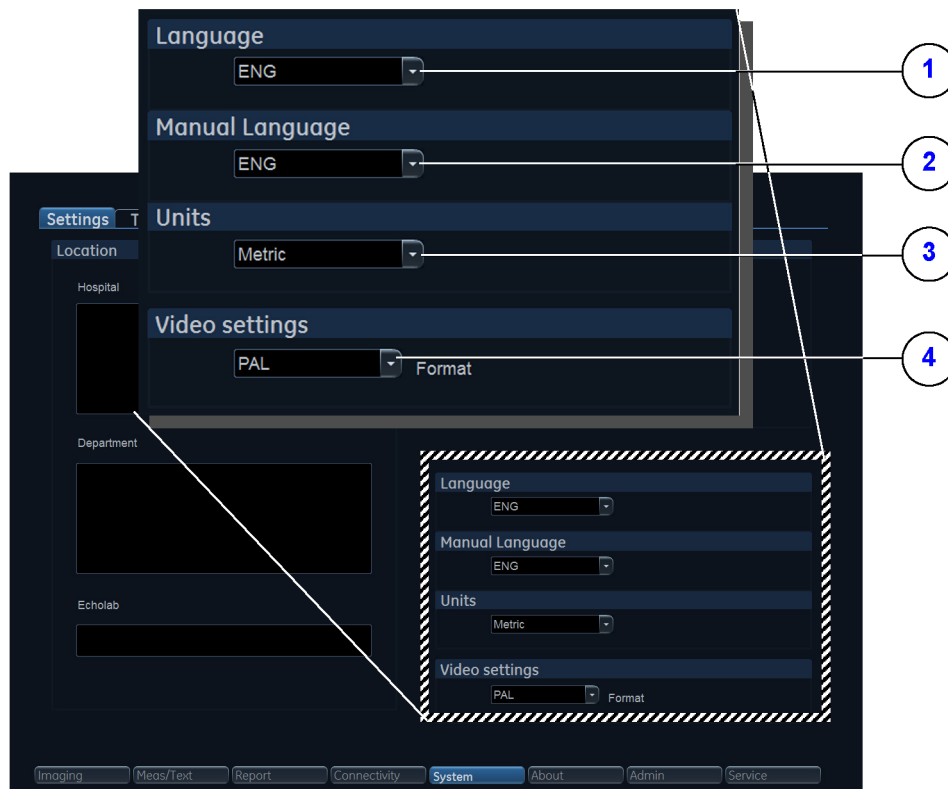 Language
ENG
1
Manual Language
ENG
2
Settings T
Units
Location
Metric
3
Hospital
Video settings
PAL Format
4
Department
Language
ENG
Manual Language
ENG
Units
Echolab
Metric
Video settings
PAL Format
Imaging Meas/Text Report Connectivity System About Admin Service